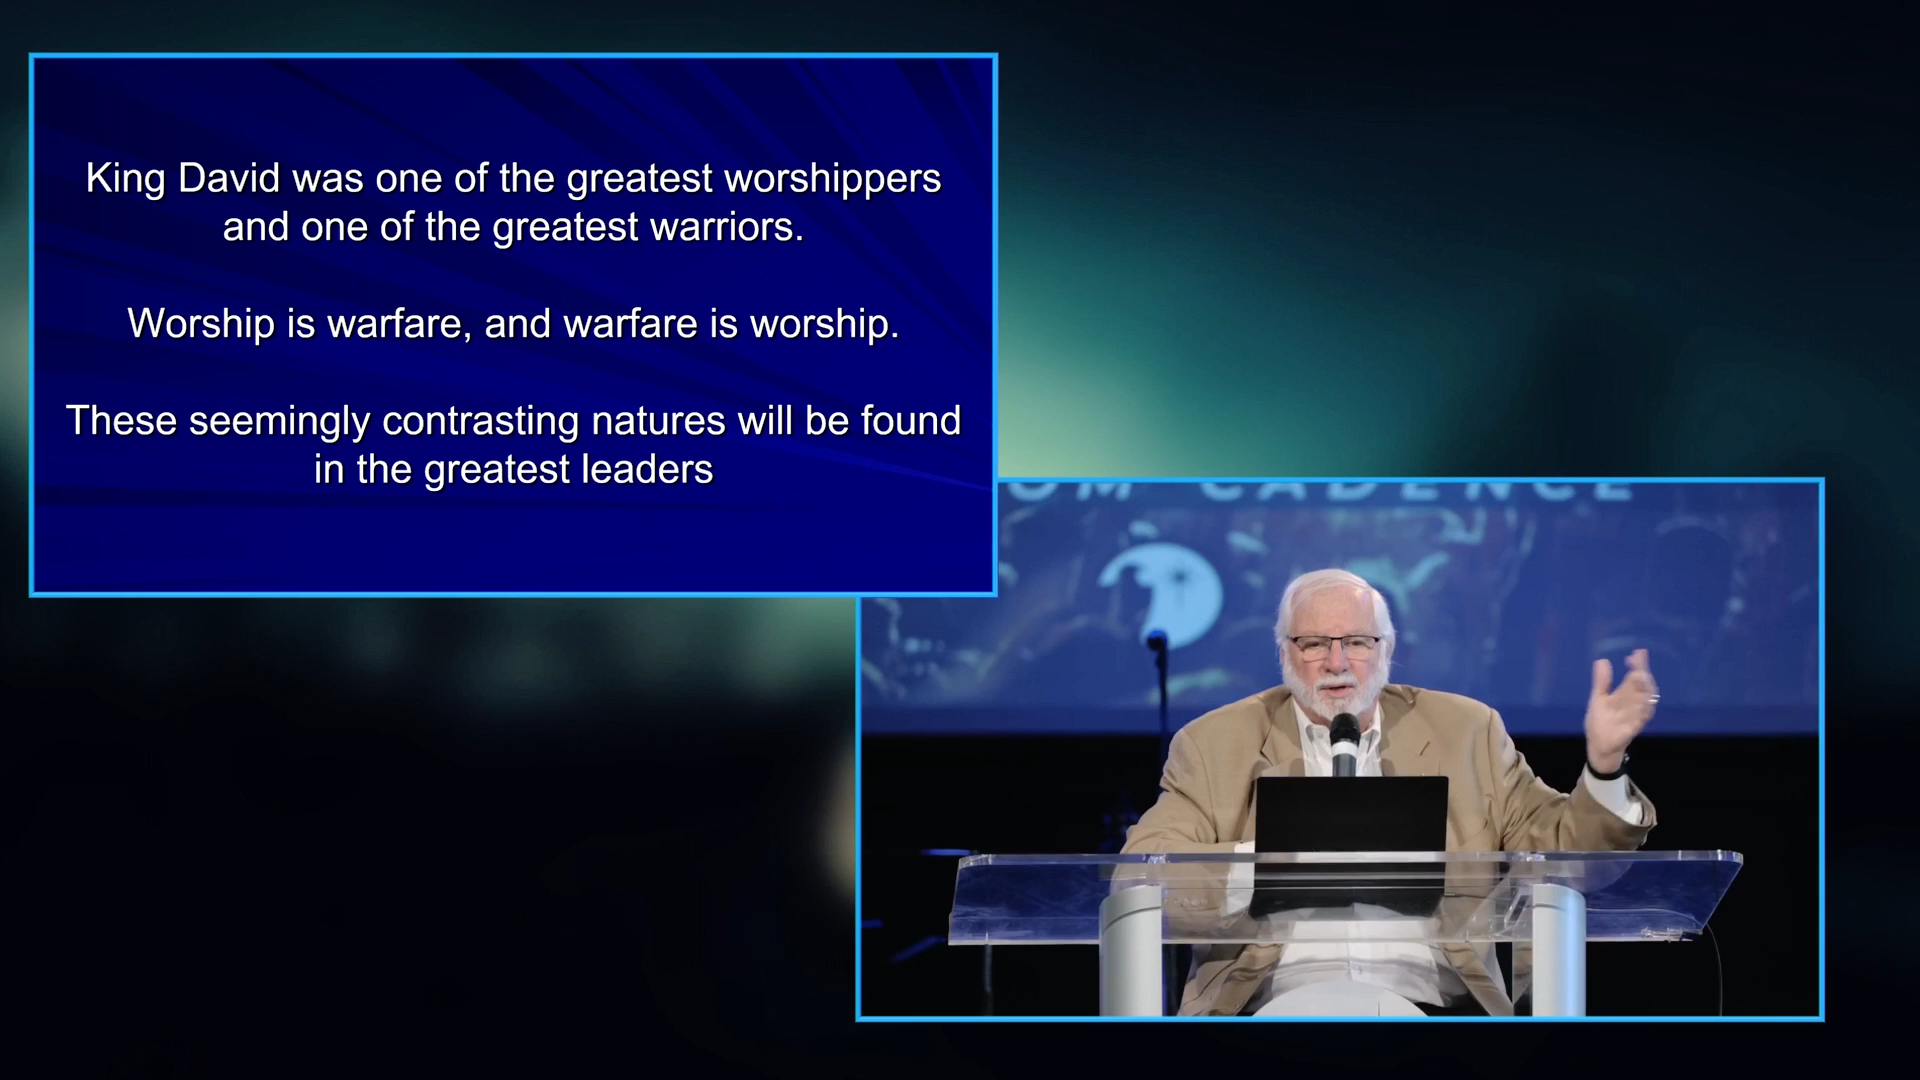 King David was one of the greatest worshippers
and one of the greatest warriors.
Worship is warfare, and warfare is worship.
These seemingly contrasting natures will be found
in the greatest leaders
CADENCE